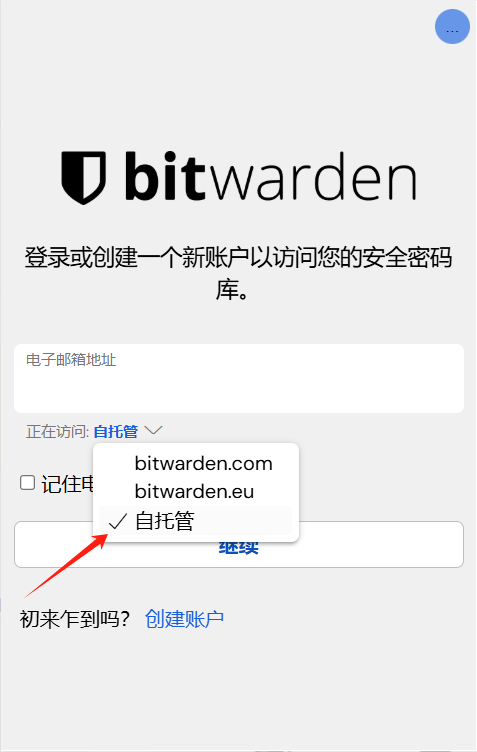 ...
bitwarden
登录或创建一个新账户以访问您的安全密码
库。
电子邮箱地址
正在访问: 自托管
bitwarden.com
bitwarden.eu
记住电
自托管
继续
初来乍到吗? 创建账户